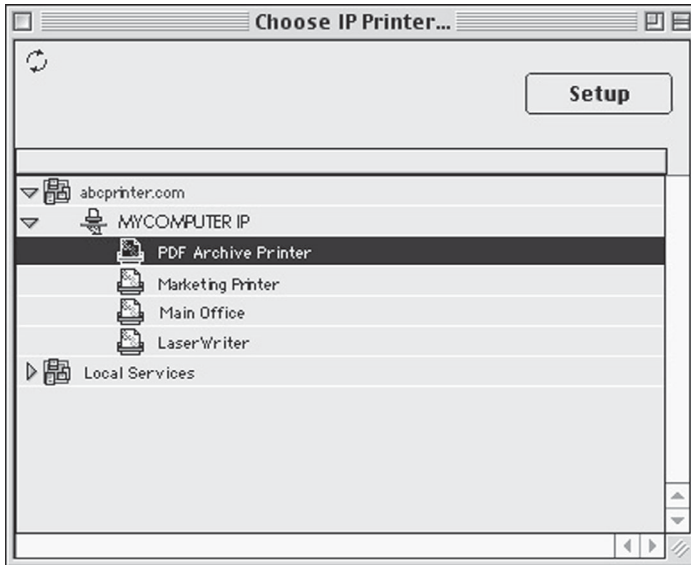 Choose IP Printer...
Setup
abcprinter.com
MYCOMPUTER IP
PDF Archive Printer
Marketing Printer
Main Office
LaserWriter
Local Services